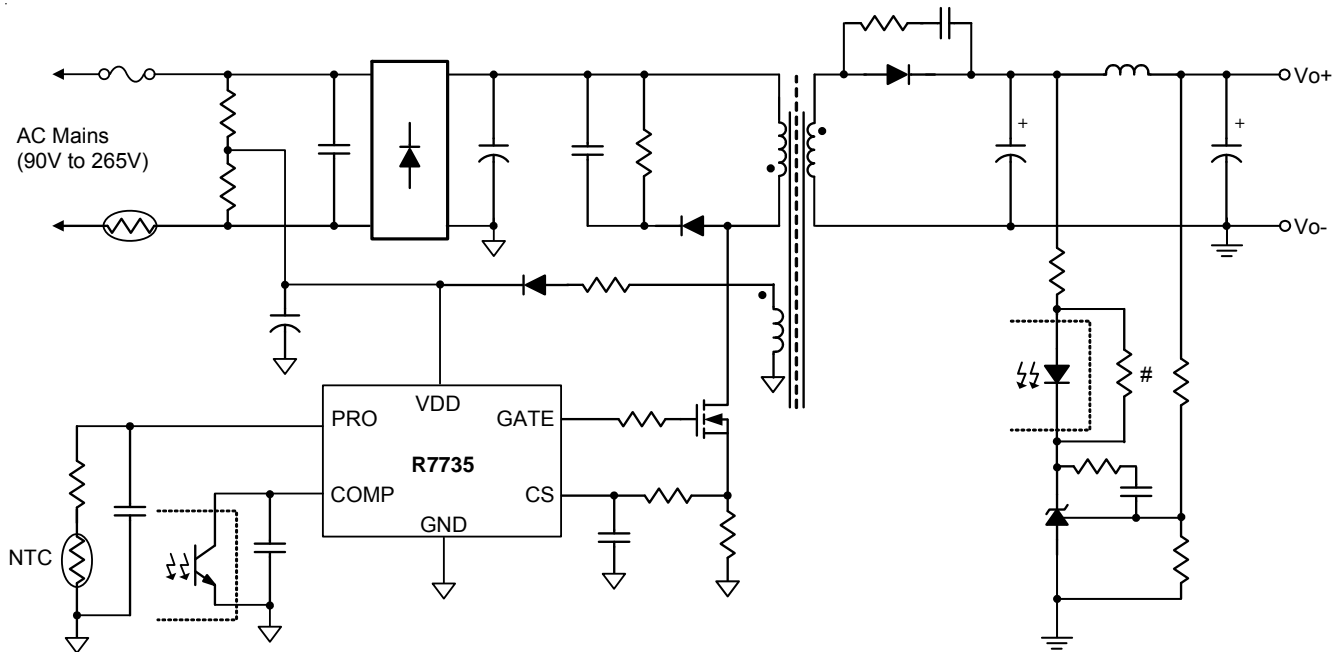 Vo+
AC Mains
(90V to 265V)
+
+
Vo-
VDD
#
PRO
GATE
R7735
COMP
CS
GND
NTC